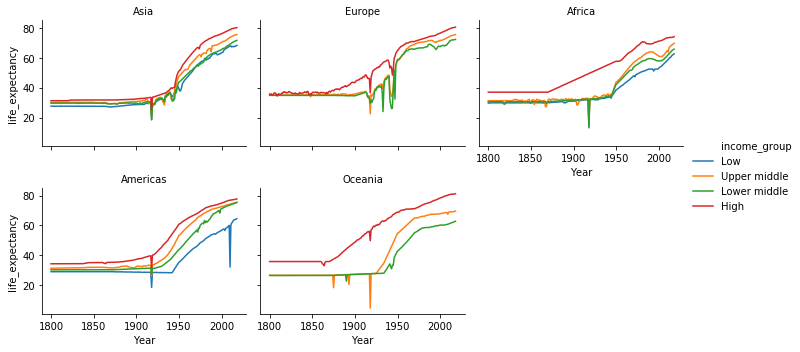 Asia
Europe
Africa
life_expectancy
80
60
40
20
1800
1850
1900
1950
2000
Year
income_group
Low
Upper middle
Lower middle
High
Americas
Oceania
life_expectancy
80
60
40
20
1800
1850
1900
1950
2000
Year
1800
1850
1900
1950
2000
Year